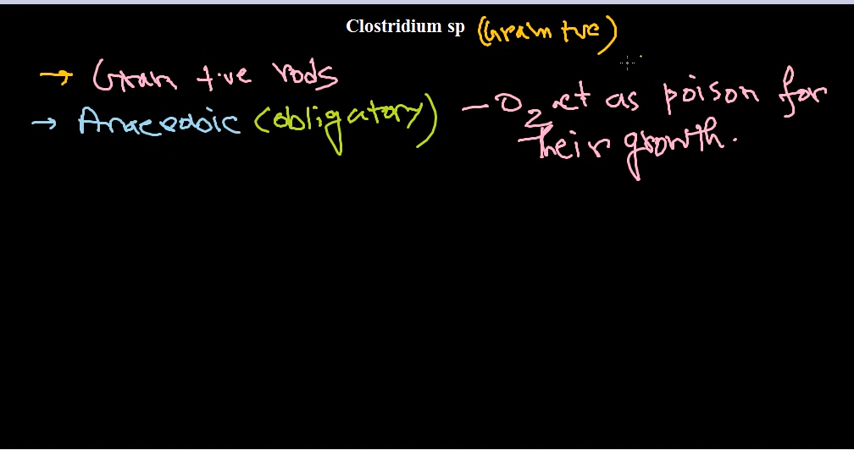 Clostridium sp (Gram +ve)
→ Gram +ve rods
→ Anaerobic (obligatory) - O2 act as poison for
their growth.